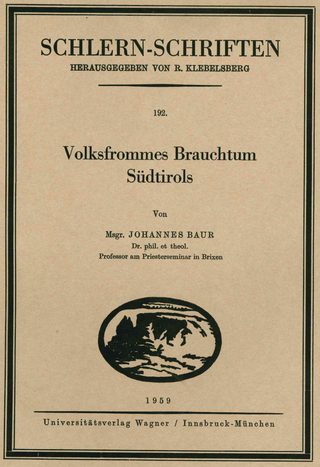 SCHLERN-SCHRIFTEN
HERAUSGEGEBEN VON R. KLEBELSBERG
192.
Volksfrommes Brauchtum
Südtirols
Von
Msgr. JOHANNES BAUR
Dr. phil. et theol.
Professor am Priesterseminar in Brixen
1959
Universitätsverlag Wagner / Innsbruck-München